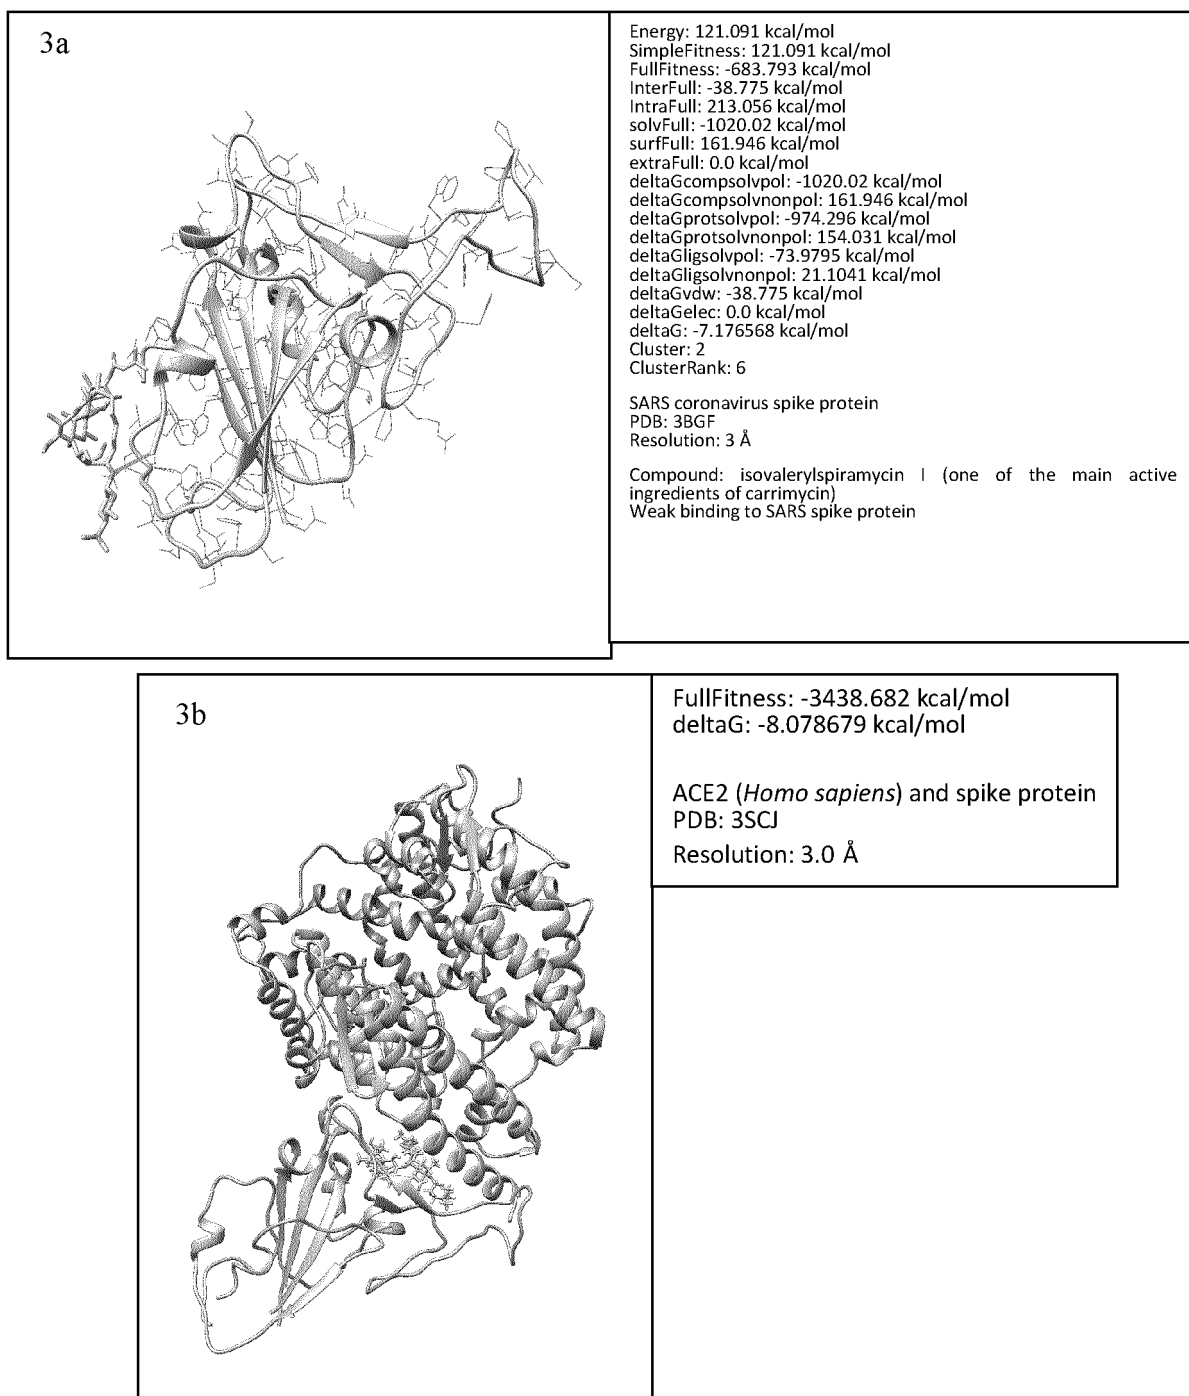 3a
Energy: 121.091 kcal/mol
SimpleFitness: 121.091 kcal/mol
FullFitness: -683.793 kcal/mol
InterFull: -38.775 kcal/mol
IntraFull: 213.056 kcal/mol
solvFull: -1020.02 kcal/mol
surfFull: 161.946 kcal/mol
extraFull: 0.0 kcal/mol
deltaGcompsolvpol: -1020.02 kcal/mol
deltaGcompsolvnonpol: 161.946 kcal/mol
deltaGprotsolvpol: -974.296 kcal/mol
deltaGprotsolvnonpol: 154.031 kcal/mol
deltaGligsolvpol: -73.9795 kcal/mol
deltaGligsolvnonpol: 21.1041 kcal/mol
deltaGvdw: -38.775 kcal/mol
deltaGelec: 0.0 kcal/mol
deltaG: -7.176568 kcal/mol
Cluster: 2
ClusterRank: 6
SARS coronavirus spike protein
PDB: 3BGF
Resolution: 3 Å
Compound: isovalerylspiramycin I (one of the main active
ingredients of carrimycin)
Weak binding to SARS spike protein
3b
FullFitness: -3438.682 kcal/mol
deltaG: -8.078679 kcal/mol
ACE2 (Homo sapiens) and spike protein
PDB: 3SCJ
Resolution: 3.0 Å